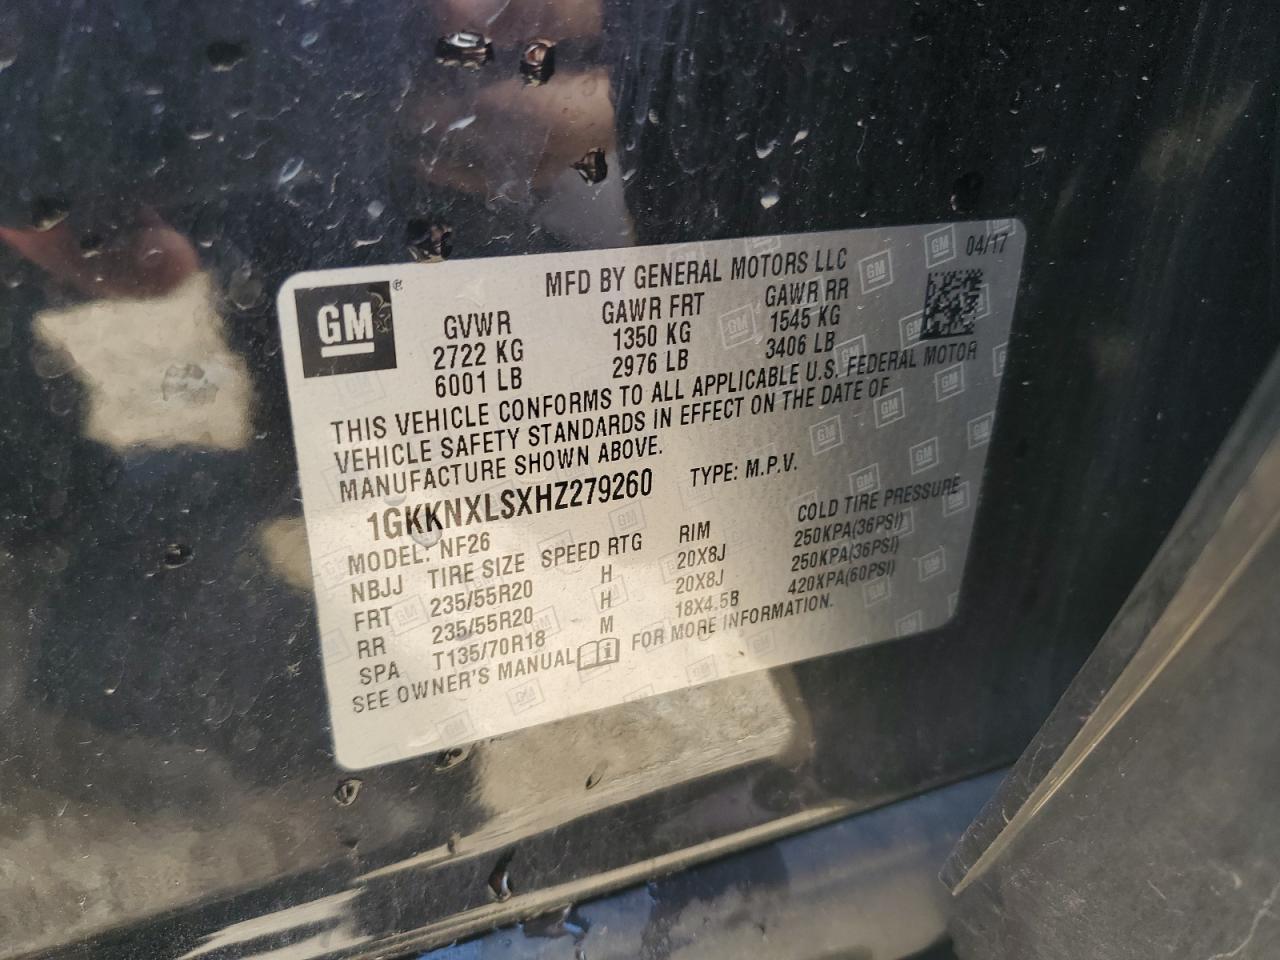 GM ®
MFD BY GENERAL MOTORS LLC 04/17
GVWR GAWR FRT GAWR RR
2722 KG 1350 KG 1545 KG
6001 LB 2976 LB 3406 LB
THIS VEHICLE CONFORMS TO ALL APPLICABLE U.S. FEDERAL MOTOR
VEHICLE SAFETY STANDARDS IN EFFECT ON THE DATE OF
MANUFACTURE SHOWN ABOVE.
1GKKNXLSXHZ279260 TYPE: M.P.V.
MODEL: NF26
NBJJ TIRE SIZE SPEED RTG RIM COLD TIRE PRESSURE
FRT 235/55R20 H 20X8J 250KPA(36PSI)
RR 235/55R20 H 20X8J 250KPA(36PSI)
SPA T135/70R18 M 18X4.5B 420KPA(60PSI)
SEE OWNER'S MANUAL FOR MORE INFORMATION.